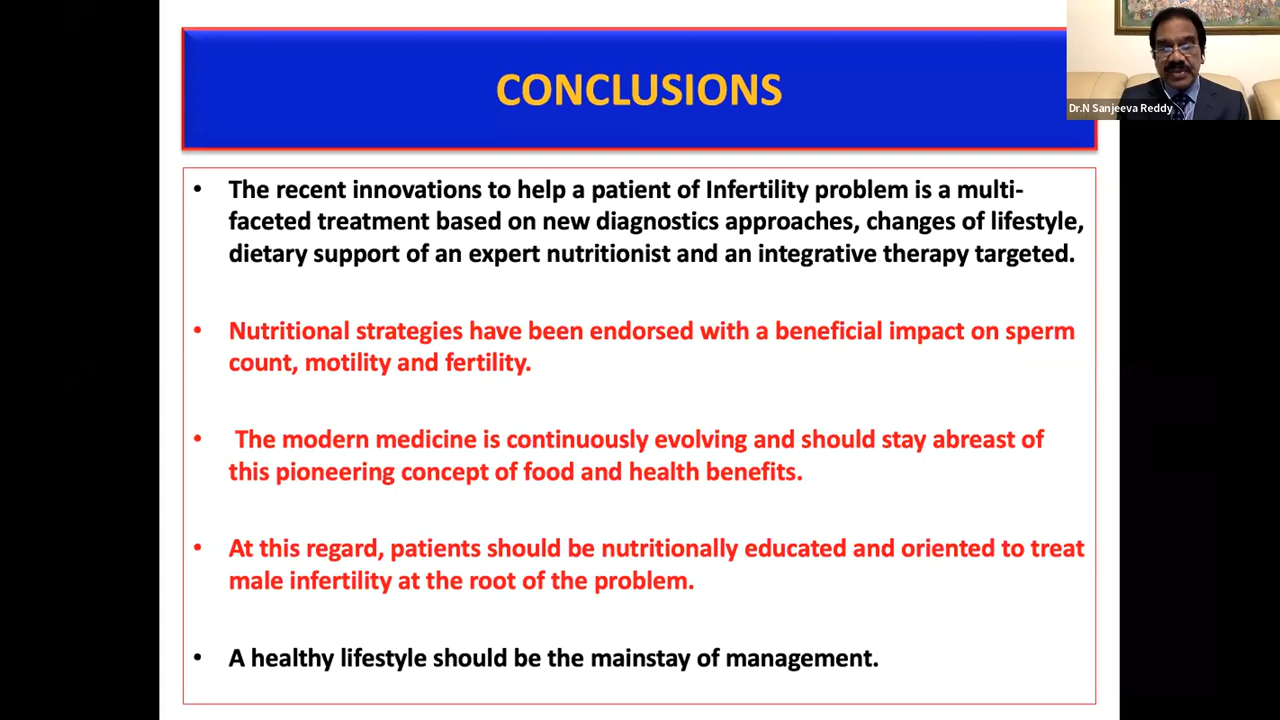 CONCLUSIONS
Dr.N Sanjeeva Reddy
• The recent innovations to help a patient of Infertility problem is a multi-
faceted treatment based on new diagnostics approaches, changes of lifestyle,
dietary support of an expert nutritionist and an integrative therapy targeted.
• Nutritional strategies have been endorsed with a beneficial impact on sperm
count, motility and fertility.
• The modern medicine is continuously evolving and should stay abreast of
this pioneering concept of food and health benefits.
• At this regard, patients should be nutritionally educated and oriented to treat
male infertility at the root of the problem.
• A healthy lifestyle should be the mainstay of management.